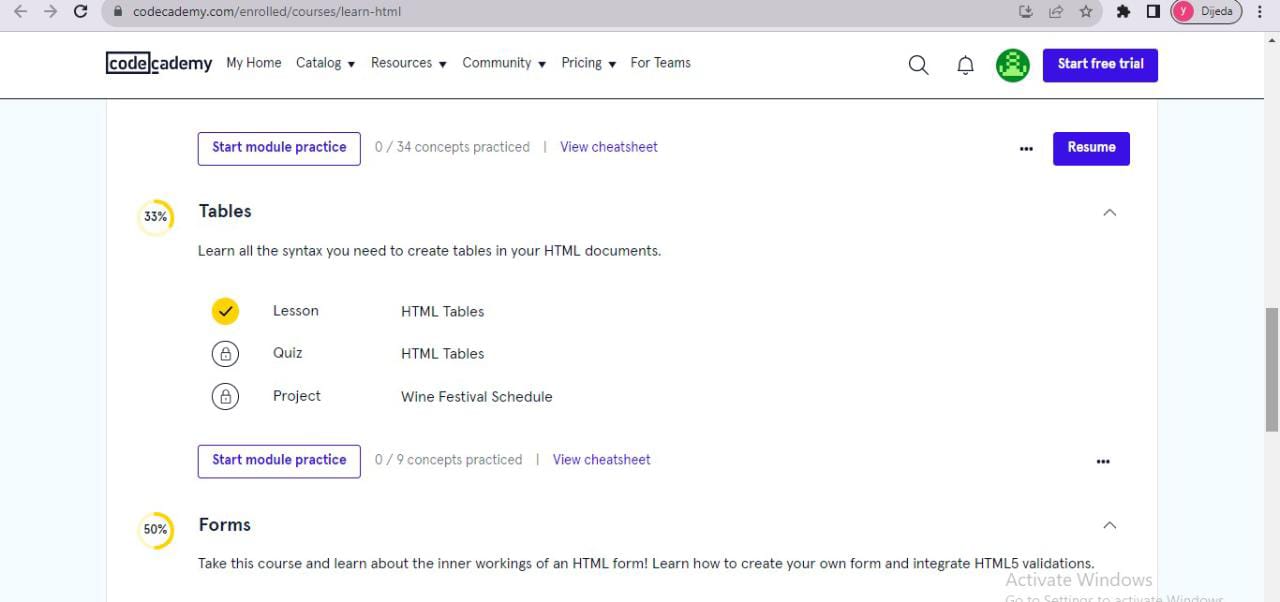 codecademy.com/enrolled/courses/learn-html
y Dijeda
codecademy My Home Catalog Resources Community Pricing For Teams Start free trial
Start module practice 0 / 34 concepts practiced | View cheatsheet ... Resume
33% Tables
Learn all the syntax you need to create tables in your HTML documents.
Lesson HTML Tables
Quiz HTML Tables
Project Wine Festival Schedule
Start module practice 0 / 9 concepts practiced | View cheatsheet ...
50% Forms
Take this course and learn about the inner workings of an HTML form! Learn how to create your own form and integrate HTML5 validations.
Activate Windows
Go to Settings to activate Windows.